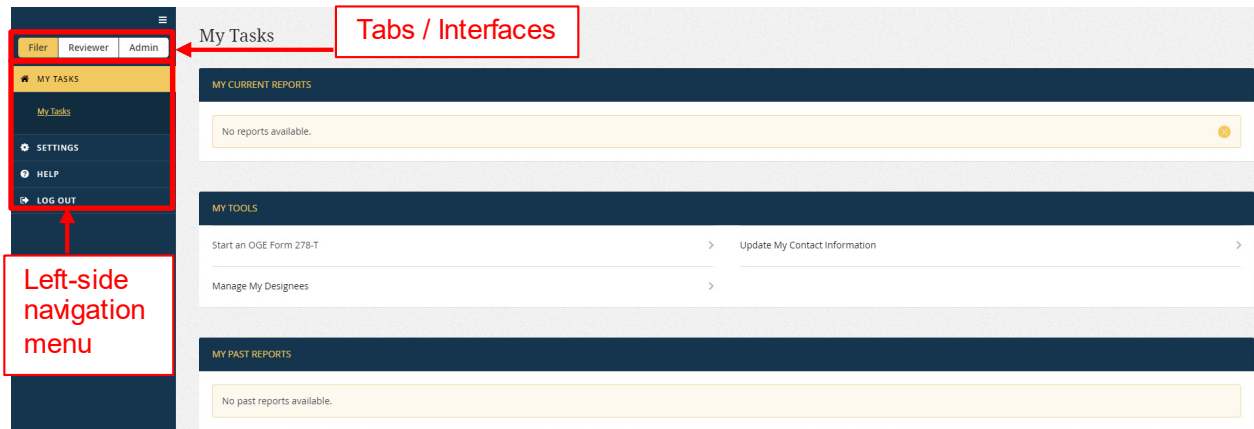 Filer Reviewer Admin
My Tasks
Tabs / Interfaces
MY TASKS
My Tasks
SETTINGS
HELP
LOG OUT
Left-side
navigation
menu
MY CURRENT REPORTS
No reports available.
MY TOOLS
Start an OGE Form 278-T
Update My Contact Information
Manage My Designees
MY PAST REPORTS
No past reports available.